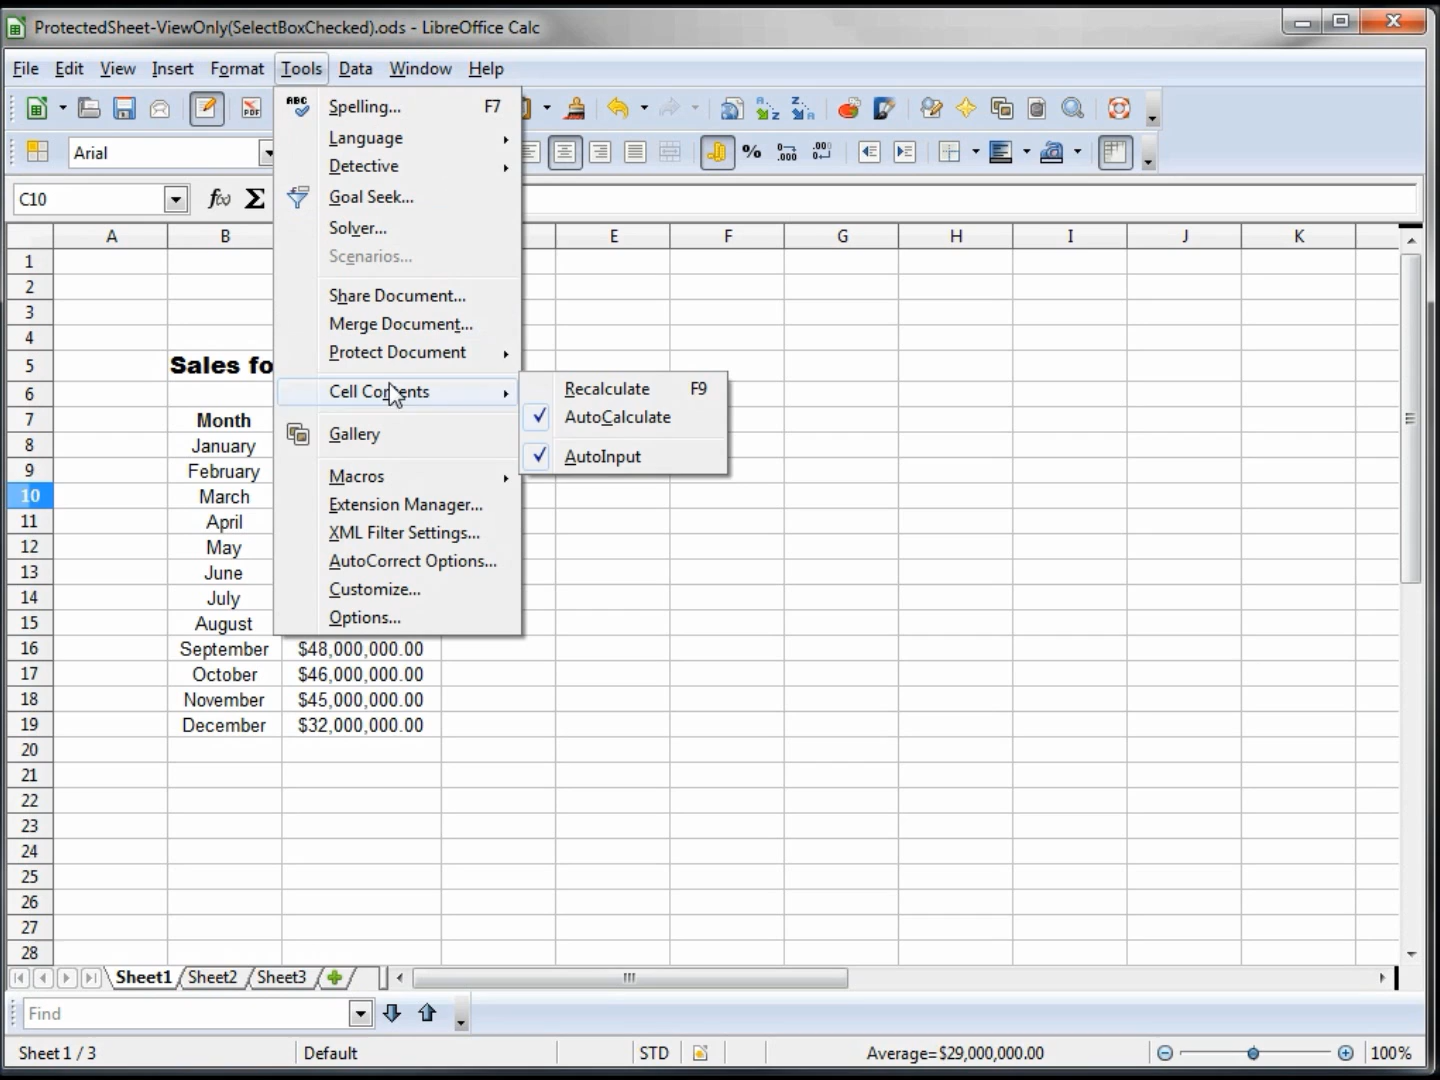 ProtectedSheet-ViewOnly(SelectBoxChecked).ods - LibreOffice Calc
File Edit View Insert Format Tools Data Window Help
PDF
Arial
%
C10
f(x) Σ
A B E F G H I J K
ABC Spelling... F7
Language
Detective
Goal Seek...
Solver...
Scenarios...
Share Document...
Merge Document...
Protect Document
Cell Contents
Gallery
Macros
Extension Manager...
XML Filter Settings...
AutoCorrect Options...
Customize...
Options...
Recalculate F9
AutoCalculate
AutoInput
1
2
3
4
5 Sales fo
6
7 Month
8 January
9 February
10 March
11 April
12 May
13 June
14 July
15 August
16 September $48,000,000.00
17 October $46,000,000.00
18 November $45,000,000.00
19 December $32,000,000.00
20
21
22
23
24
25
26
27
28
Sheet1 Sheet2 Sheet3
Find
Sheet 1 / 3 Default STD Average=$29,000,000.00 100%